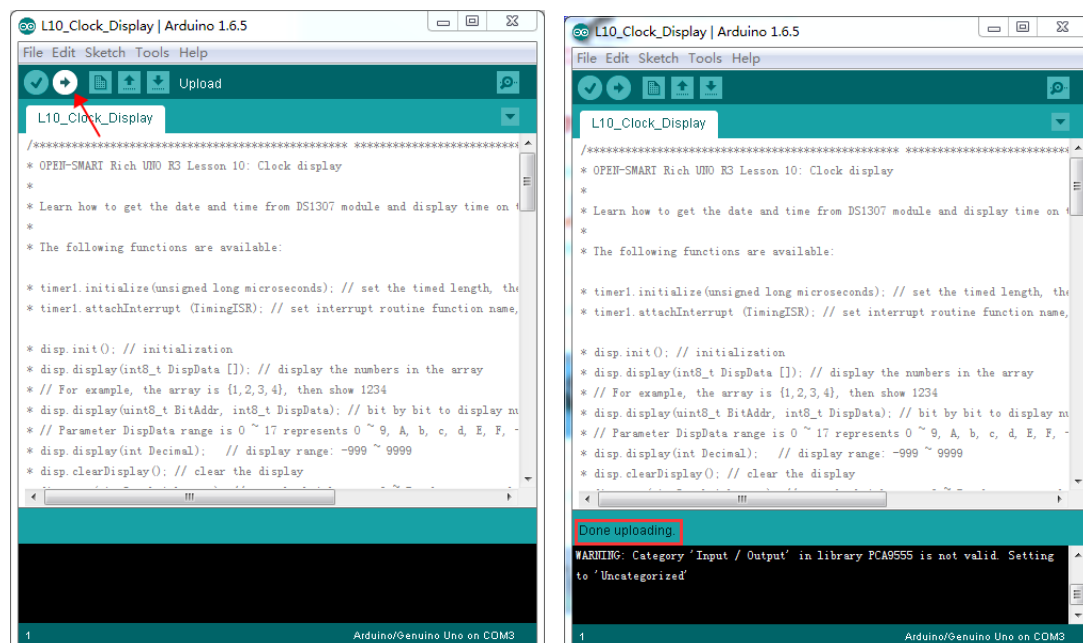 L10_Clock_Display | Arduino 1.6.5
File Edit Sketch Tools Help
Upload
L10_Clock_Display
/************************************************ *************************
* OPEN-SMART Rich UNO R3 Lesson 10: Clock display
*
* Learn how to get the date and time from DS1307 module and display time on
*
* The following functions are available:
* timer1.initialize(unsigned long microseconds); // set the timed length, the
* timer1.attachInterrupt (TimingISR); // set interrupt routine function name,
* disp.init(); // initialization
* disp.display(int8_t DispData []); // display the numbers in the array
* // For example, the array is {1,2,3,4}, then show 1234
* disp.display(uint8_t BitAddr, int8_t DispData); // bit by bit to display nu
* // Parameter DispData range is 0 ~ 17 represents 0 ~ 9, A, b, c, d, E, F, -
* disp.display(int Decimal); // display range: -999 ~ 9999
* disp.clearDisplay(); // clear the display
1
Arduino/Genuino Uno on COM3
L10_Clock_Display | Arduino 1.6.5
File Edit Sketch Tools Help
L10_Clock_Display
/************************************************ *************************
* OPEN-SMART Rich UNO R3 Lesson 10: Clock display
*
* Learn how to get the date and time from DS1307 module and display time on
*
* The following functions are available:
* timer1.initialize(unsigned long microseconds); // set the timed length, the
* timer1.attachInterrupt (TimingISR); // set interrupt routine function name,
* disp.init(); // initialization
* disp.display(int8_t DispData []); // display the numbers in the array
* // For example, the array is {1,2,3,4}, then show 1234
* disp.display(uint8_t BitAddr, int8_t DispData); // bit by bit to display nu
* // Parameter DispData range is 0 ~ 17 represents 0 ~ 9, A, b, c, d, E, F, -
* disp.display(int Decimal); // display range: -999 ~ 9999
* disp.clearDisplay(); // clear the display
Done uploading.
WARNING: Category 'Input / Output' in library PCA9555 is not valid. Setting
to 'Uncategorized'
1
Arduino/Genuino Uno on COM3